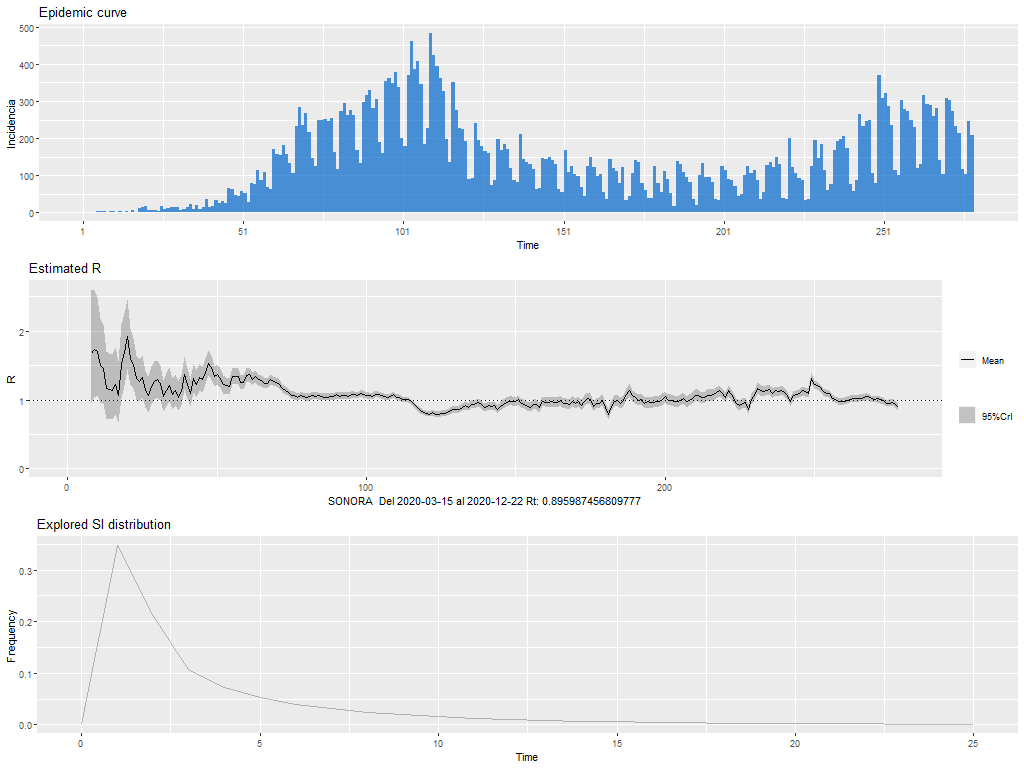 Epidemic curve
500
400
300
200
100
0
Incidencia
1 51 101 151 201 251
Time
Estimated R
2
1
0
R
Mean
95%CrI
0 100 200
SONORA Del 2020-03-15 al 2020-12-22 Rt: 0.895987456809777
Explored SI distribution
0.3
0.2
0.1
0.0
Frequency
0 5 10 15 20 25
Time